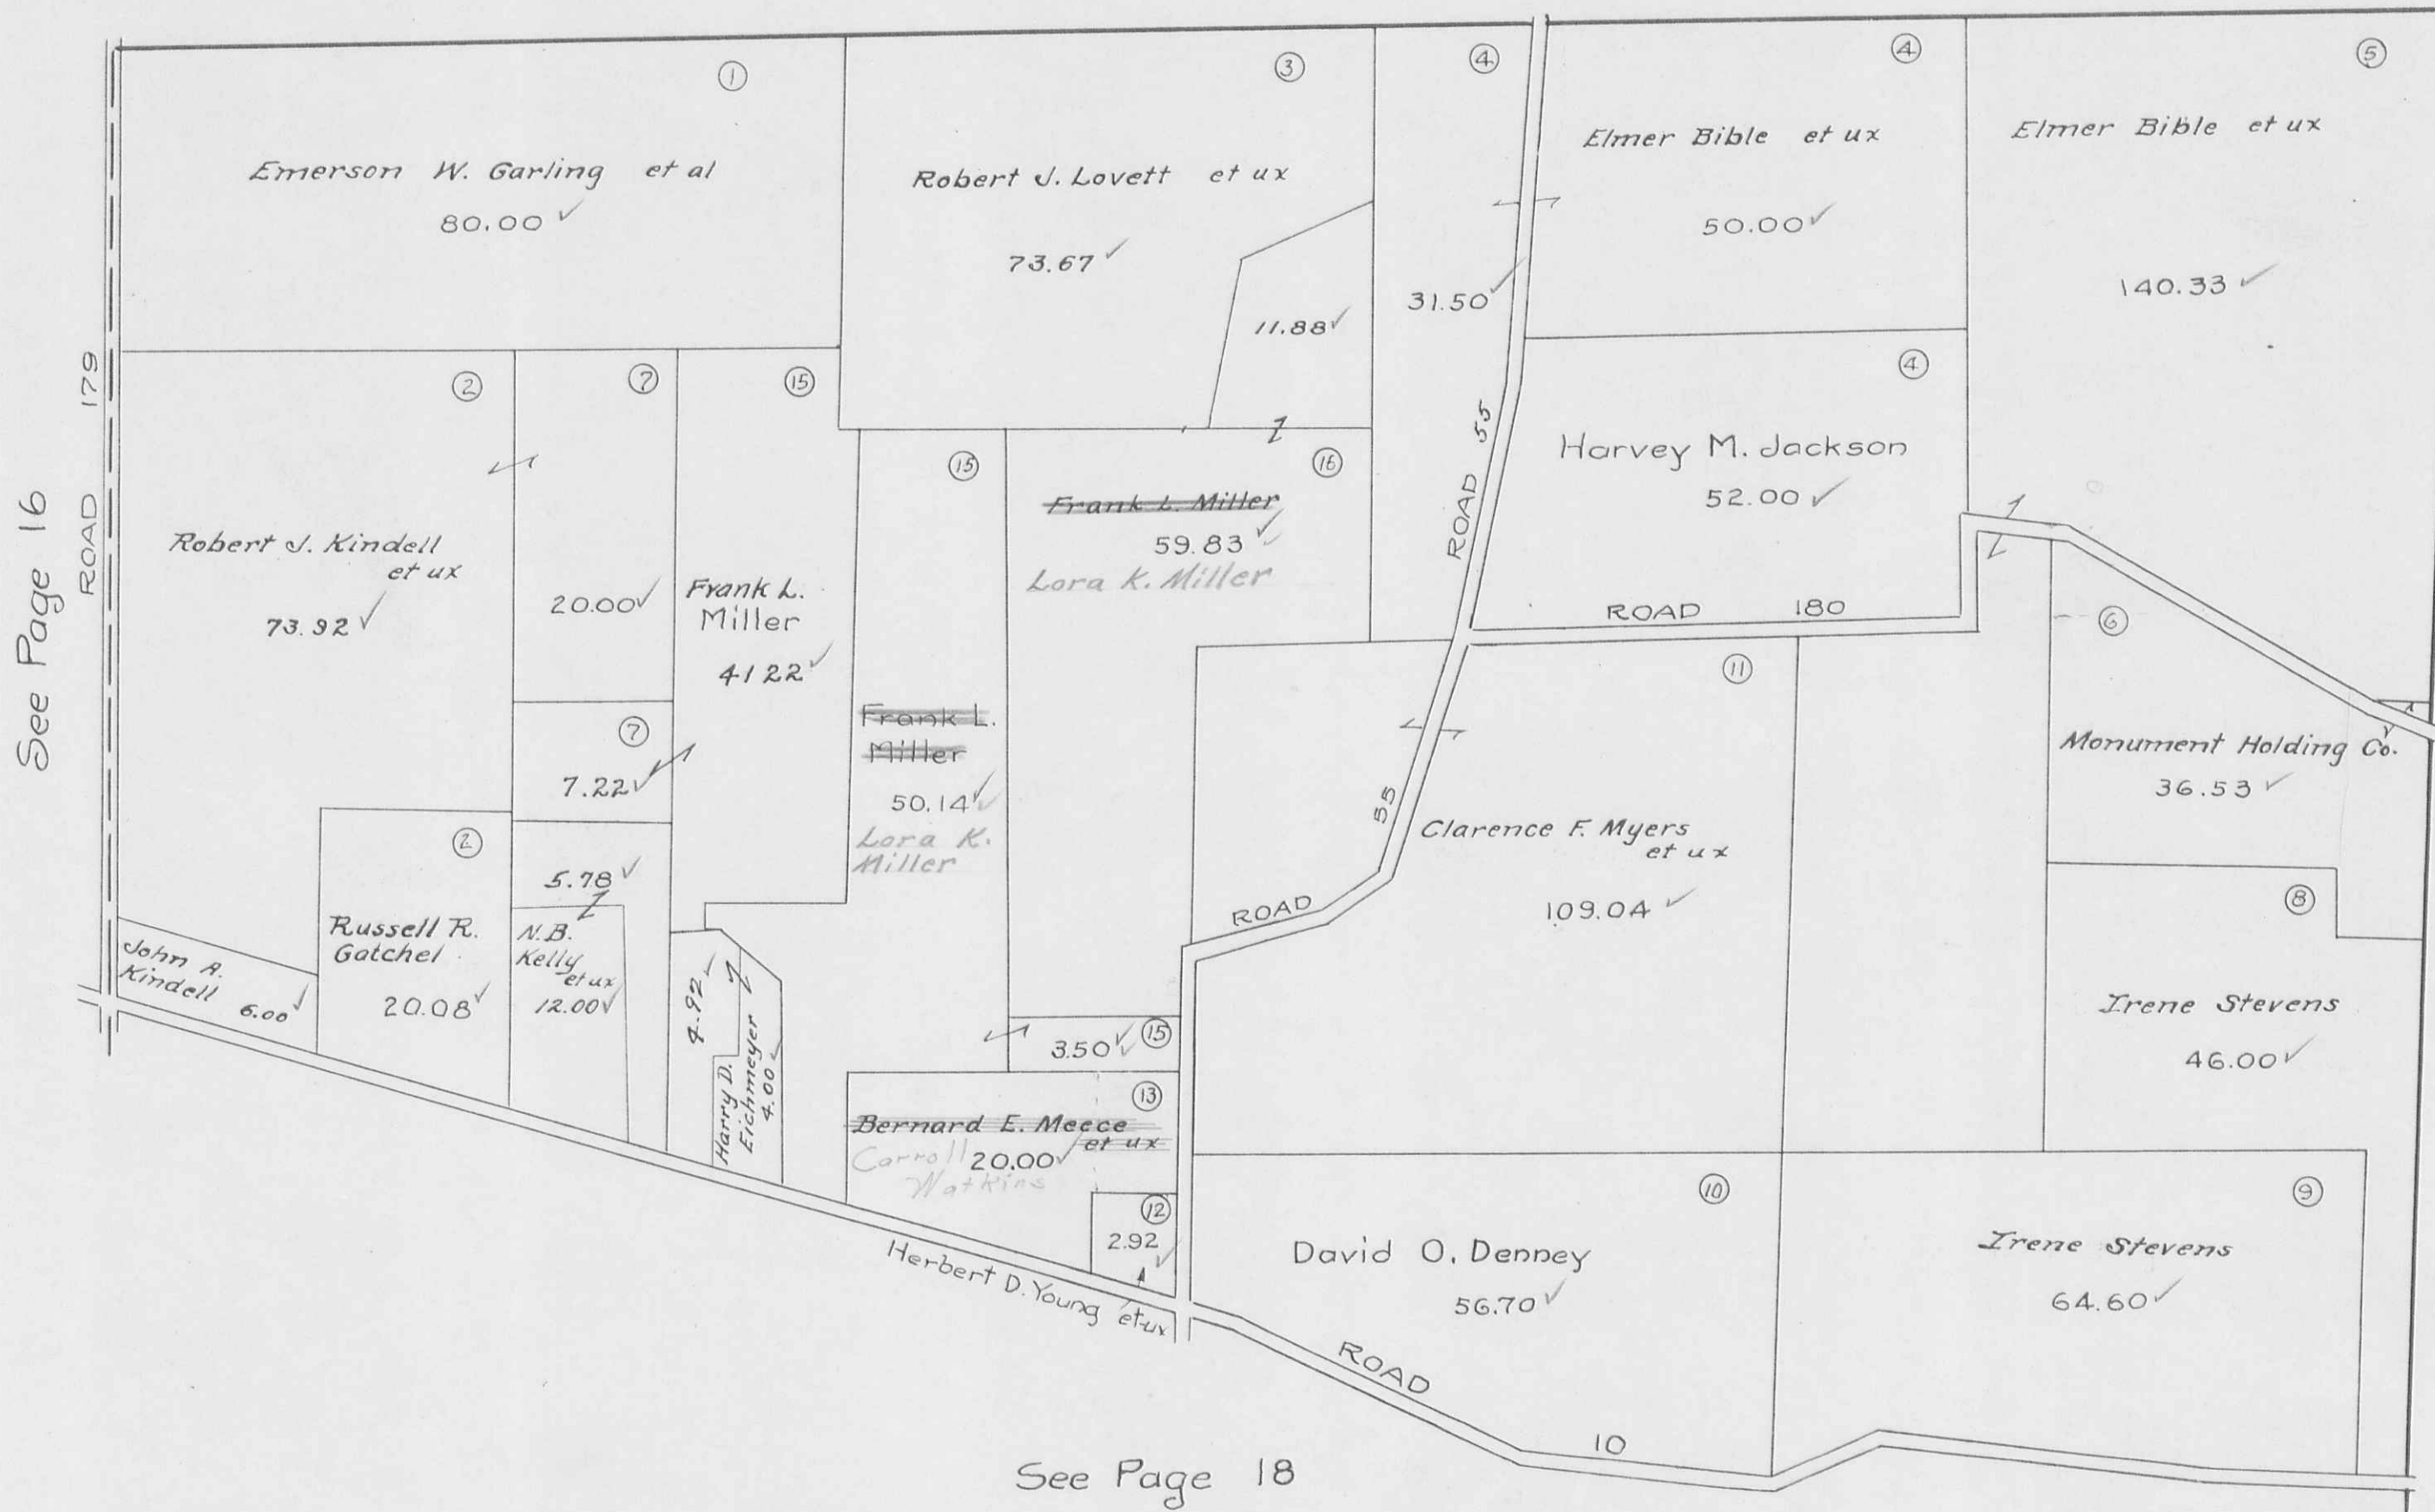 See Page 16
ROAD 179
①
Emerson W. Garling et al
80.00 ✓
③
Robert J. Lovett et ux
73.67 ✓
11.88 ✓
④
31.50 ✓
④
Elmer Bible et ux
50.00 ✓
⑤
Elmer Bible et ux
140.33 ✓
②
Robert J. Kindell
et ux
73.92 ✓
⑦
20.00 ✓
⑮
Frank L.
Miller
41 22 ✓
⑮
Frank L.
Miller
50.14 ✓
Lora K.
Miller
⑯
Frank L. Miller
59.83 ✓
Lora K. Miller
ROAD 55
④
Harvey M. Jackson
52.00 ✓
ROAD 180
⑥
Monument Holding Co.
36.53 ✓
⑦
7.22 ✓
5.78 ✓
②
Russell R.
Gatchel
20.08 ✓
N.B.
Kelly
et ux
12.00 ✓
John A.
Kindell 6.00 ✓
4.92 ✓
Harry D.
Eichmeyer
4.00 ✓
⑮
3.50 ✓
⑬
Bernard E. Meece
et ux
20.00 ✓
Carroll
Watkins
⑫
2.92 ✓
Herbert D. Young et ux
ROAD 55
⑪
Clarence F. Myers
et ux
109.04 ✓
⑧
Irene Stevens
46.00 ✓
⑩
David O. Denney
56.70 ✓
⑨
Irene Stevens
64.60 ✓
ROAD 10
See Page 18